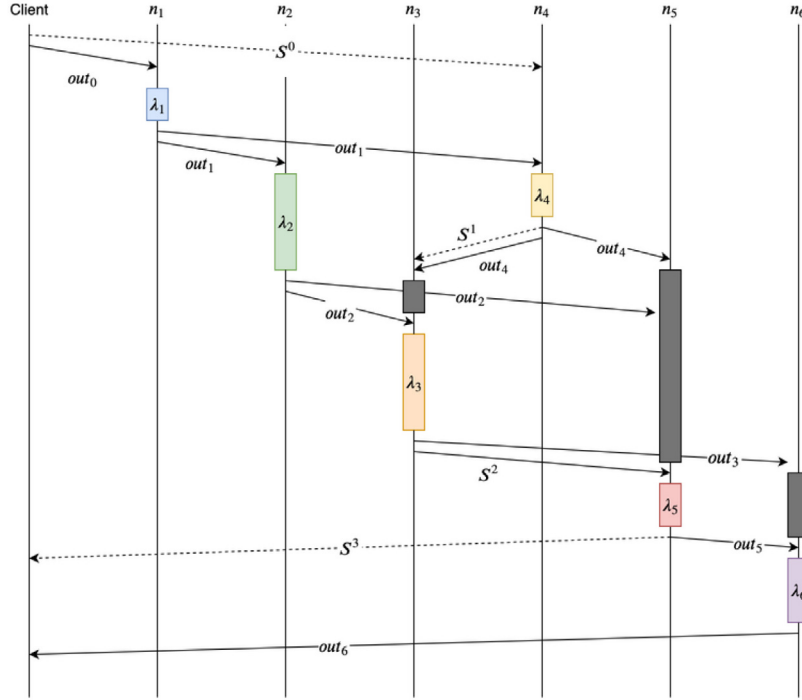 Client n₁ n₂ n₃ n₄ n₅
S⁰
out₀
λ₁
out₁
out₁
λ₄
λ₂
S¹
out₄
out₄
out₂
out₂
λ₃
out₃
S²
λ₅
S³
out₅
out₆